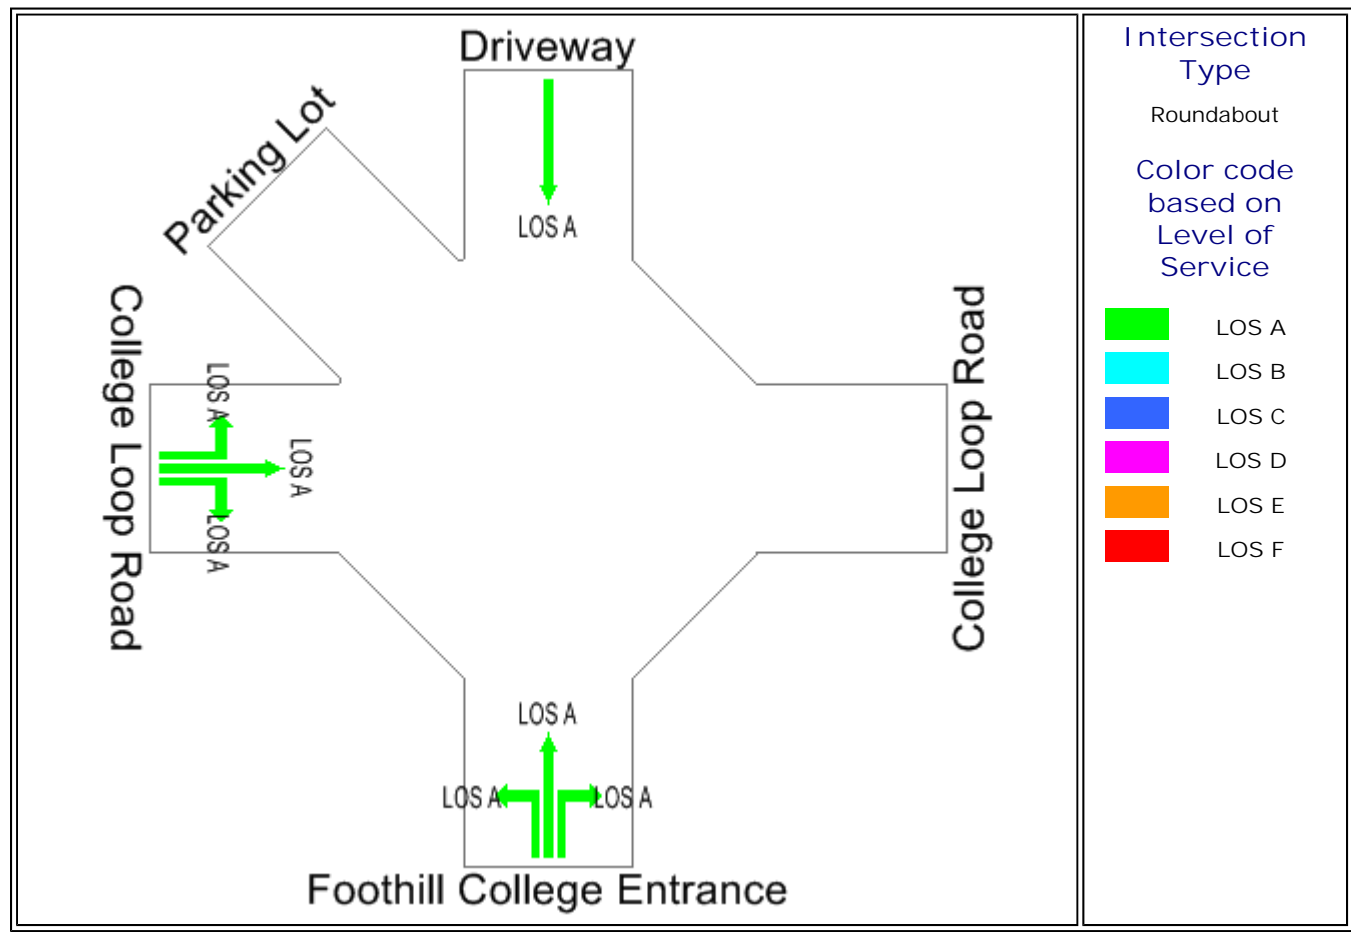 Driveway
Parking Lot
LOS A
College Loop Road
LOS A
LOS A
LOS A
College Loop Road
LOS A
LOS A
LOS A
Foothill College Entrance
Intersection
Type
Roundabout
Color code
based on
Level of
Service
LOS A
LOS B
LOS C
LOS D
LOS E
LOS F